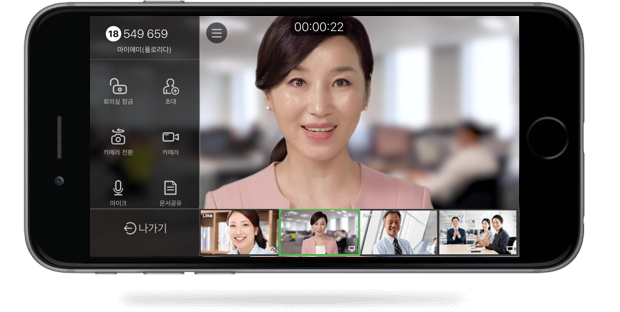 18 549 659
마이애미(플로리다)
00:00:22
회의실 잠금
초대
카메라 전환
카메라
마이크
문서공유
나가기
Lina